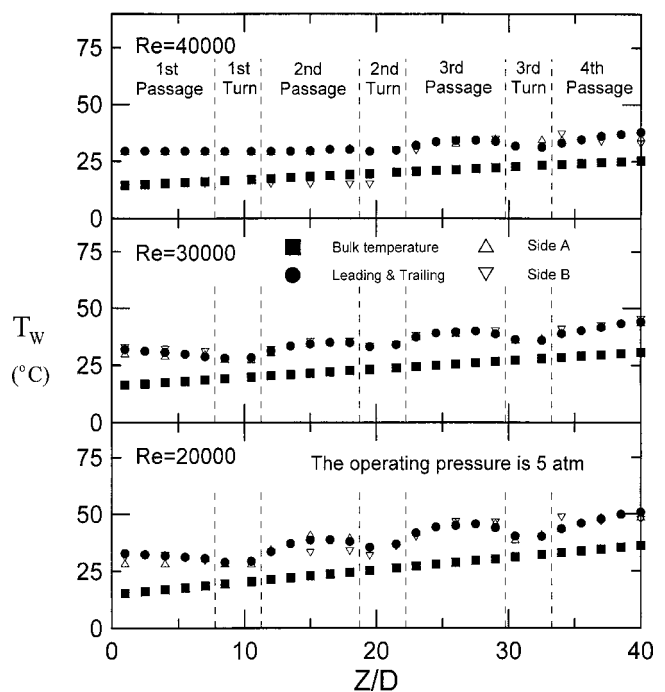 75
Re=40000
1st 1st 2nd 2nd 3rd 3rd 4th
Passage Turn Passage Turn Passage Turn Passage
50
25
0
75
Re=30000
Bulk temperature Side A
Leading & Trailing Side B
50
25
0
T_W
(°C)
75
Re=20000
The operating pressure is 5 atm
50
25
0
0 10 20 30 40
Z/D